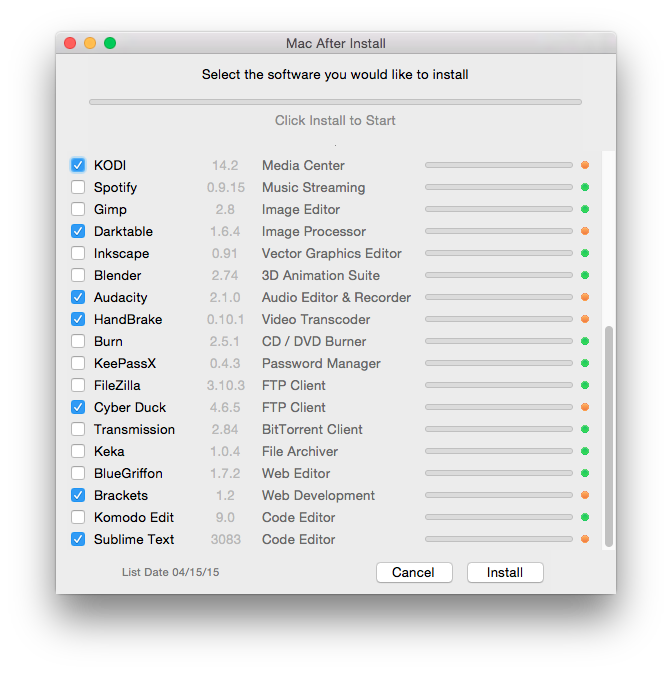 Mac After Install
Select the software you would like to install
Click Install to Start
KODI 14.2 Media Center
Spotify 0.9.15 Music Streaming
Gimp 2.8 Image Editor
Darktable 1.6.4 Image Processor
Inkscape 0.91 Vector Graphics Editor
Blender 2.74 3D Animation Suite
Audacity 2.1.0 Audio Editor & Recorder
HandBrake 0.10.1 Video Transcoder
Burn 2.5.1 CD / DVD Burner
KeePassX 0.4.3 Password Manager
FileZilla 3.10.3 FTP Client
Cyber Duck 4.6.5 FTP Client
Transmission 2.84 BitTorrent Client
Keka 1.0.4 File Archiver
BlueGriffon 1.7.2 Web Editor
Brackets 1.2 Web Development
Komodo Edit 9.0 Code Editor
Sublime Text 3083 Code Editor
List Date 04/15/15 Cancel Install